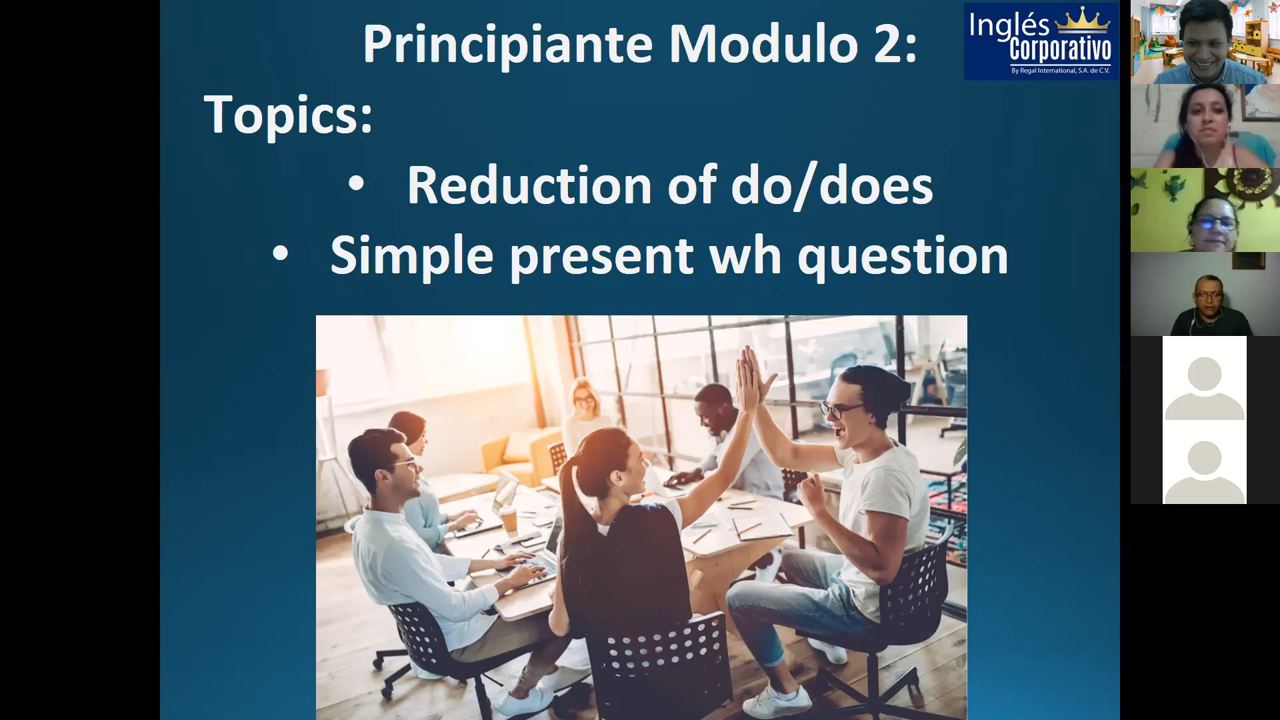 Principiante Modulo 2:
Topics:
• Reduction of do/does
• Simple present wh question
Inglés
Corporativo
By Regal International, S.A. de C.V.